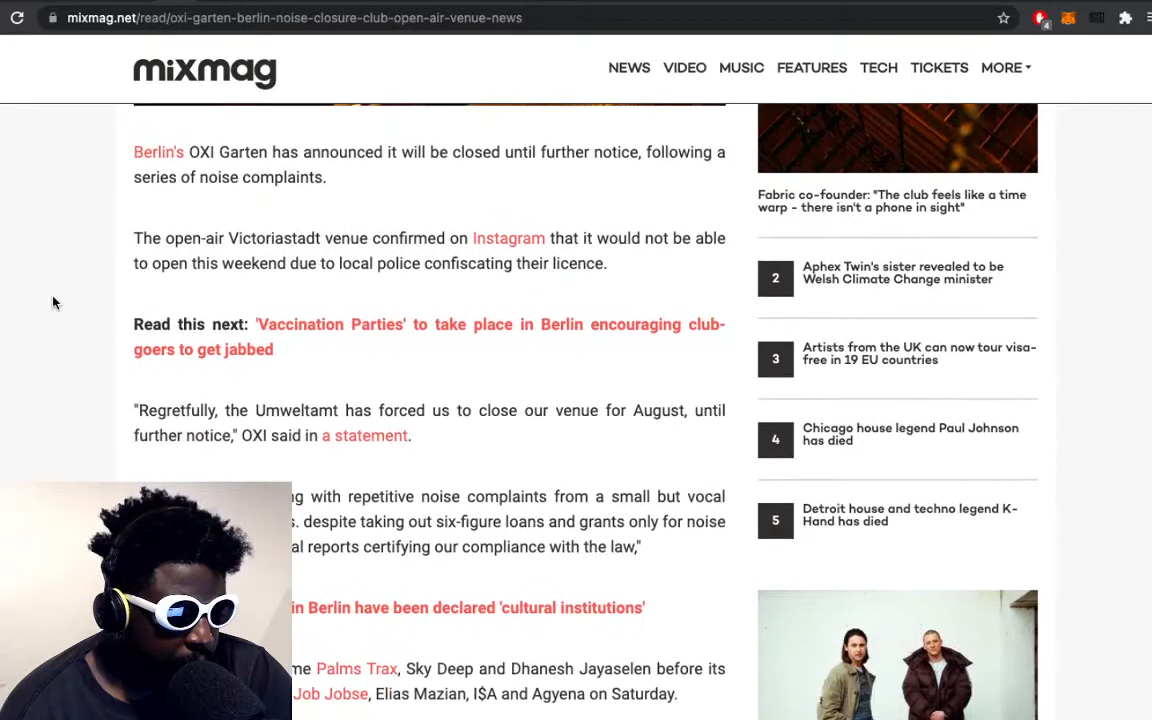 mixmag.net/read/oxi-garten-berlin-noise-closure-club-open-air-venue-news
4
mixmag
NEWS VIDEO MUSIC FEATURES TECH TICKETS MORE
Berlin's OXI Garten has announced it will be closed until further notice, following a
series of noise complaints.
The open-air Victoriastadt venue confirmed on Instagram that it would not be able
to open this weekend due to local police confiscating their licence.
Read this next: 'Vaccination Parties' to take place in Berlin encouraging club-
goers to get jabbed
"Regretfully, the Umweltamt has forced us to close our venue for August, until
further notice," OXI said in a statement.
with repetitive noise complaints from a small but vocal
s. despite taking out six-figure loans and grants only for noise
al reports certifying our compliance with the law,"
in Berlin have been declared 'cultural institutions'
me Palms Trax, Sky Deep and Dhanesh Jayaselen before its
Job Jobse, Elias Mazian, I$A and Agyena on Saturday.
Fabric co-founder: "The club feels like a time
warp - there isn't a phone in sight"
2
Aphex Twin's sister revealed to be
Welsh Climate Change minister
3
Artists from the UK can now tour visa-
free in 19 EU countries
4
Chicago house legend Paul Johnson
has died
5
Detroit house and techno legend K-
Hand has died